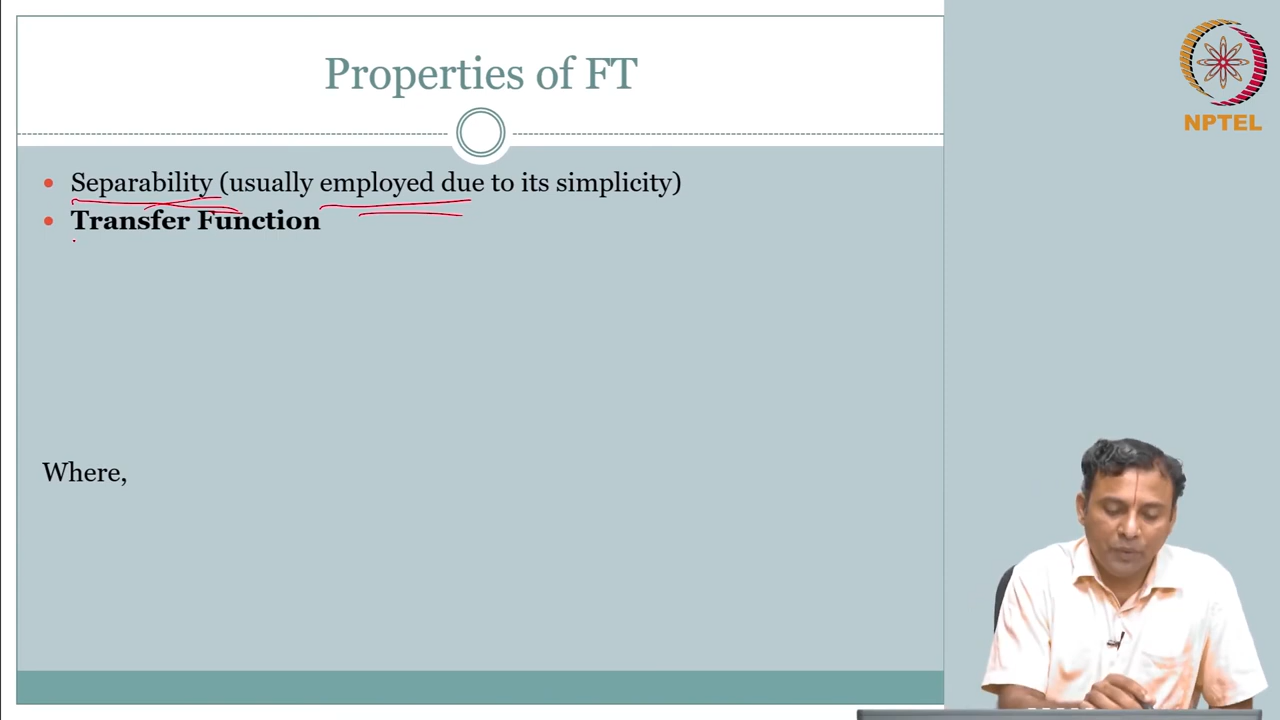 Properties of FT
NPTEL
Separability (usually employed due to its simplicity)
Transfer Function
Where,